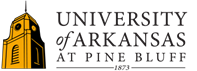 UNIVERSITY
of ARKANSAS
AT PINE BLUFF
1873